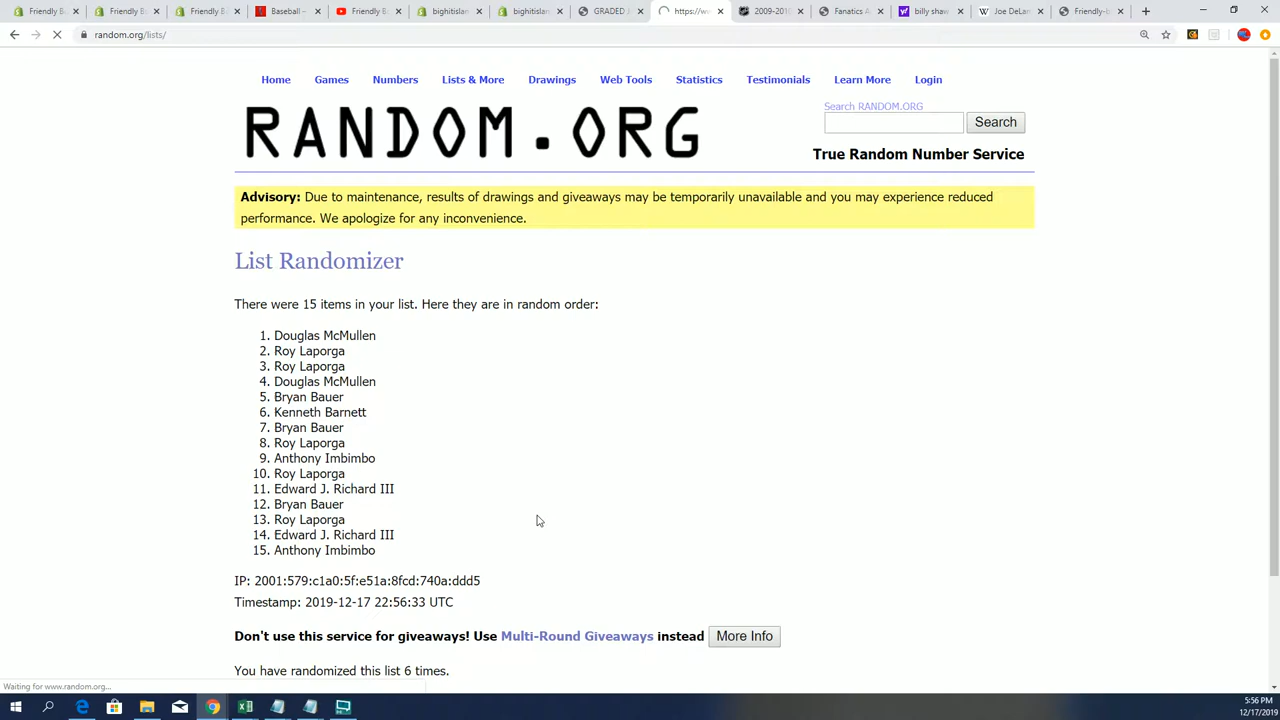 Friendly B
Friendly B
Friendly B
Baseball –
Friendly Bo
bighitislan
bighitislan
GRADED J
https://ww
2009-2010
Fanatics A
billy shaw
Joe DeLam
Friendly-B
random.org/lists/
Home Games Numbers Lists & More Drawings Web Tools Statistics Testimonials Learn More Login
RANDOM.ORG
Search RANDOM.ORG
Search
True Random Number Service
Advisory: Due to maintenance, results of drawings and giveaways may be temporarily unavailable and you may experience reduced
performance. We apologize for any inconvenience.
List Randomizer
There were 15 items in your list. Here they are in random order:
1. Douglas McMullen
2. Roy Laporga
3. Roy Laporga
4. Douglas McMullen
5. Bryan Bauer
6. Kenneth Barnett
7. Bryan Bauer
8. Roy Laporga
9. Anthony Imbimbo
10. Roy Laporga
11. Edward J. Richard III
12. Bryan Bauer
13. Roy Laporga
14. Edward J. Richard III
15. Anthony Imbimbo
IP: 2001:579:c1a0:5f:e51a:8fcd:740a:ddd5
Timestamp: 2019-12-17 22:56:33 UTC
Don't use this service for giveaways! Use Multi-Round Giveaways instead More Info
You have randomized this list 6 times.
Waiting for www.random.org...
5:56 PM
12/17/2019